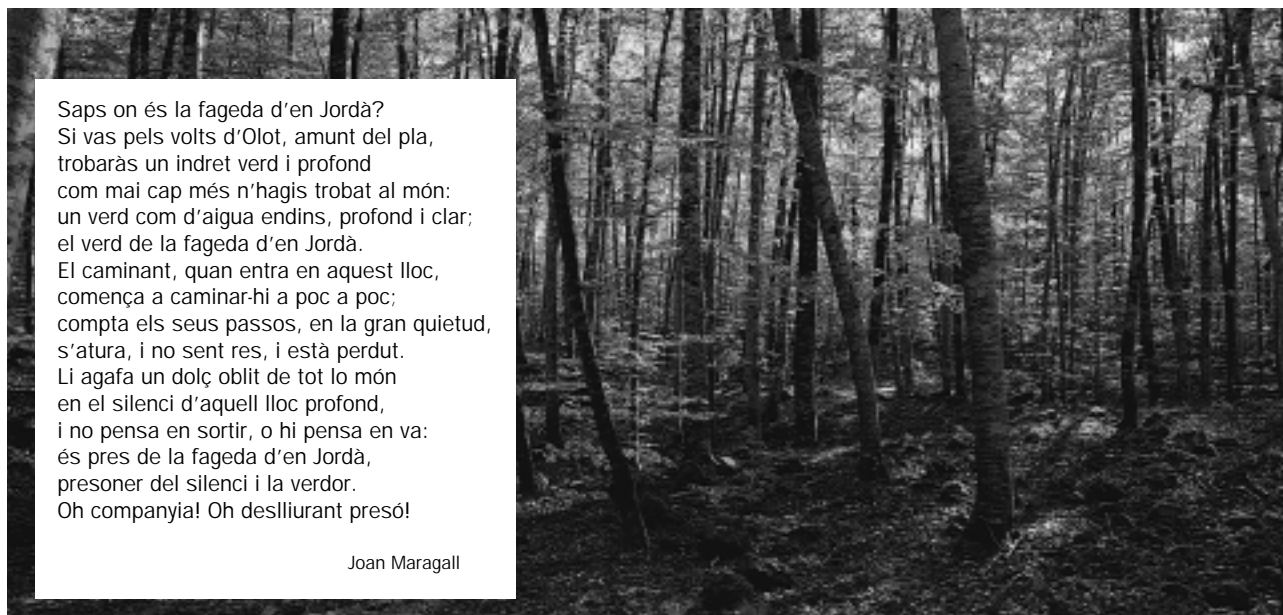 Saps on és la fageda d'en Jordà?
Si vas pels volts d'Olot, amunt del pla,
trobaràs un indret verd i profond
com mai cap més n'hagis trobat al món:
un verd com d'aigua endins, profond i clar;
el verd de la fageda d'en Jordà.
El caminant, quan entra en aquest lloc,
comença a caminar-hi a poc a poc;
compta els seus passos, en la gran quietud,
s'atura, i no sent res, i està perdut.
Li agafa un dolç oblit de tot lo món
en el silenci d'aquell lloc profond,
i no pensa en sortir, o hi pensa en va:
és pres de la fageda d'en Jordà,
presoner del silenci i la verdor.
Oh companyia! Oh deslliurant presó!
Joan Maragall